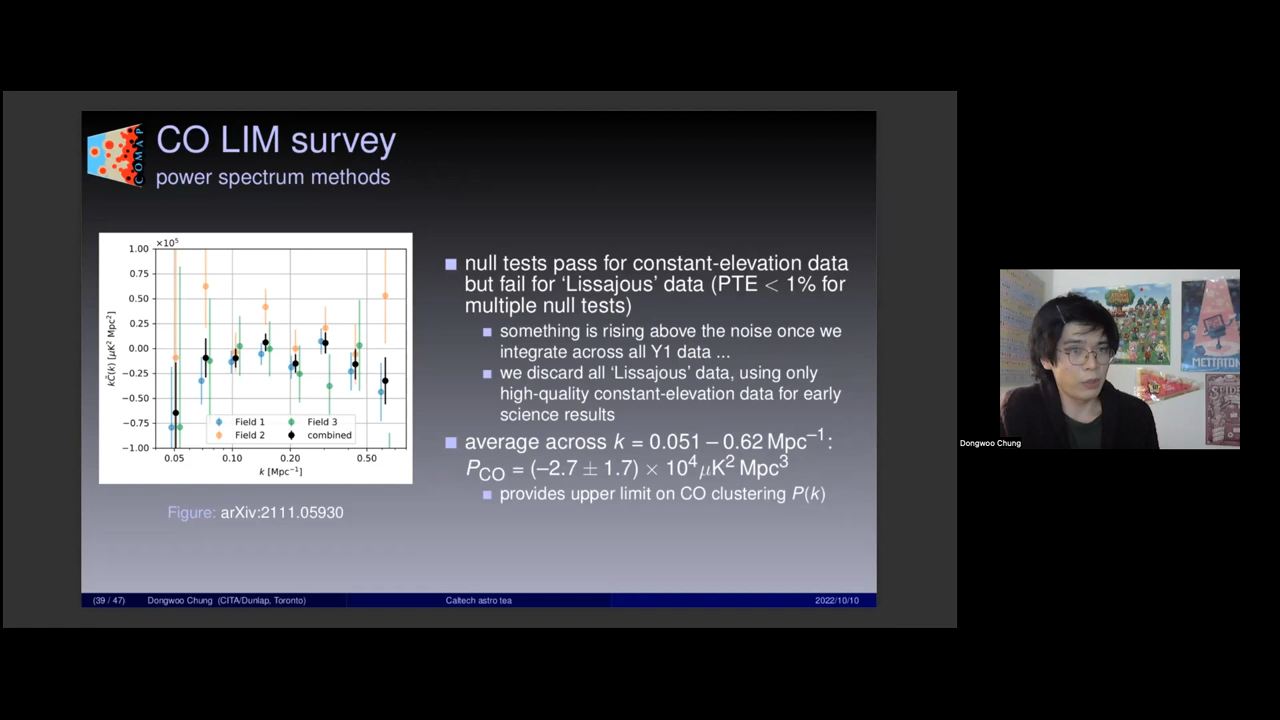 COMAP
CO LIM survey
power spectrum methods
×10⁵
1.00
0.75
0.50
0.25
0.00
−0.25
−0.50
−0.75
−1.00
kC̃(k) [μK² Mpc²]
Field 1
Field 2
Field 3
combined
0.05
0.10
0.20
0.50
k [Mpc⁻¹]
Figure: arXiv:2111.05930
■ null tests pass for constant-elevation data
but fail for ‘Lissajous’ data (PTE < 1% for
multiple null tests)
■ something is rising above the noise once we
integrate across all Y1 data ...
■ we discard all ‘Lissajous’ data, using only
high-quality constant-elevation data for early
science results
■ average across k = 0.051 – 0.62 Mpc⁻¹:
P_CO = (−2.7 ± 1.7) × 10⁴ μK² Mpc³
■ provides upper limit on CO clustering P(k)
(39 / 47) Dongwoo Chung (CITA/Dunlap, Toronto)
Caltech astro tea
2022/10/10
METTATON
Dongwoo Chung